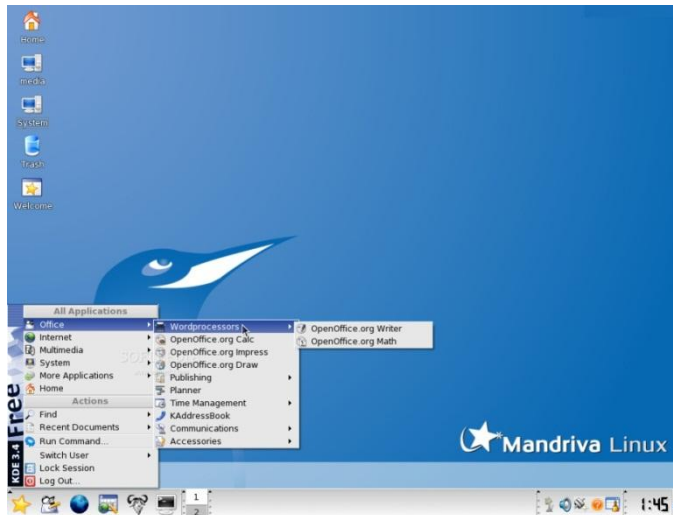 Home
media
System
Trash
Welcome
All Applications
Office
Internet
Multimedia
System
More Applications
Home
Actions
Find
Recent Documents
Run Command...
Switch User
Lock Session
Log Out...
KDE 3.4 Free
Wordprocessors
OpenOffice.org Calc
OpenOffice.org Impress
OpenOffice.org Draw
Publishing
Planner
Time Management
KAddressBook
Communications
Accessories
OpenOffice.org Writer
OpenOffice.org Math
Mandriva Linux
1
2
1:45